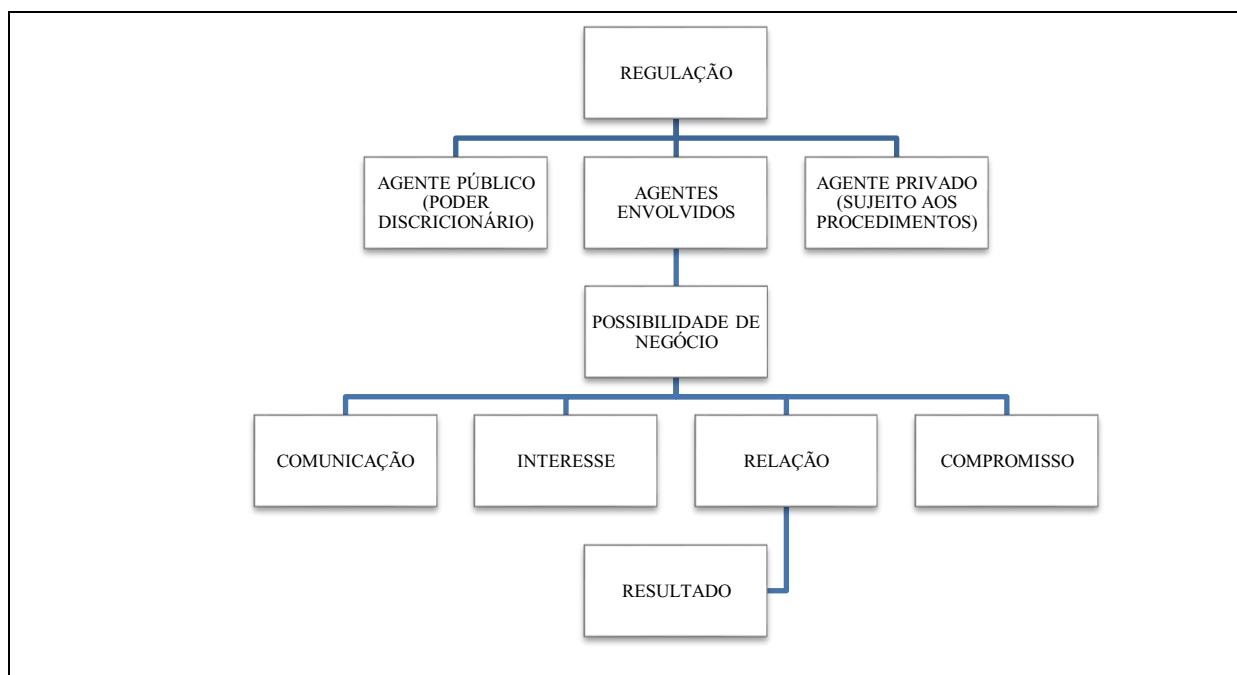 REGULAÇÃO
AGENTE PÚBLICO
(PODER
DISCRICIONÁRIO)
AGENTES
ENVOLVIDOS
AGENTE PRIVADO
(SUJEITO AOS
PROCEDIMENTOS)
POSSIBILIDADE DE
NEGÓCIO
COMUNICAÇÃO
INTERESSE
RELAÇÃO
COMPROMISSO
RESULTADO